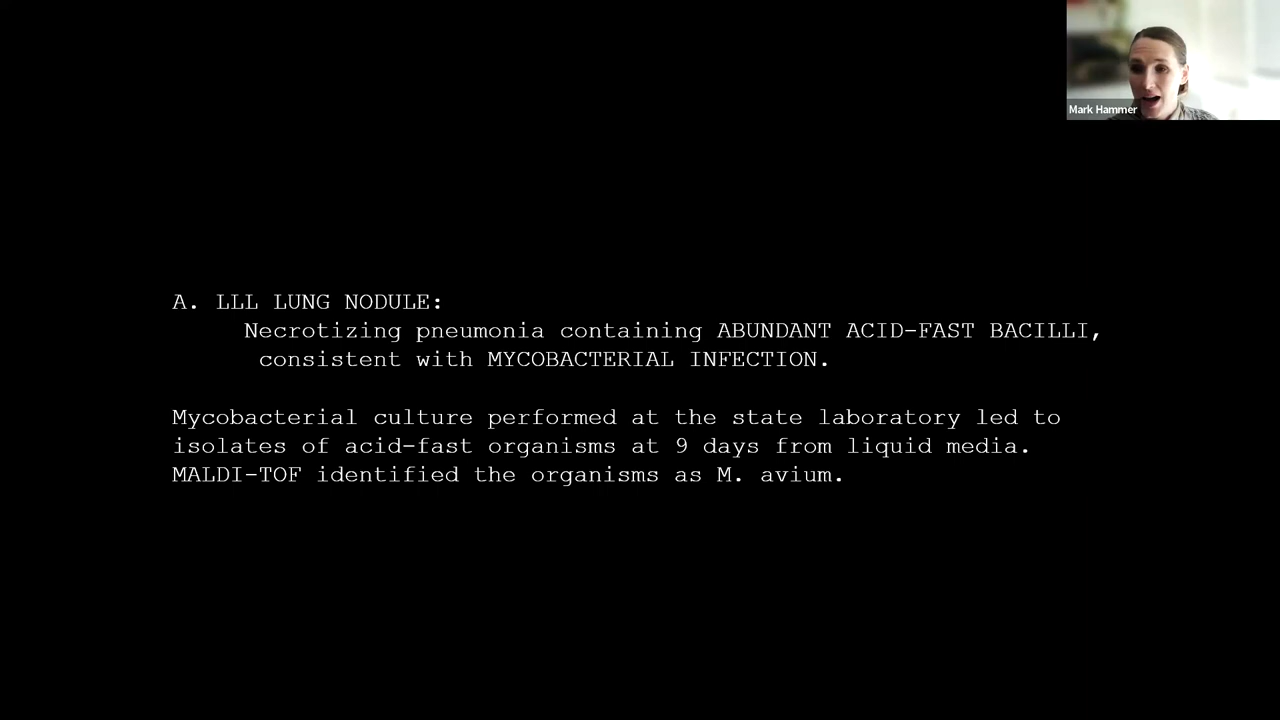 Mark Hammer
A. LLL LUNG NODULE:
Necrotizing pneumonia containing ABUNDANT ACID-FAST BACILLI,
consistent with MYCOBACTERIAL INFECTION.
Mycobacterial culture performed at the state laboratory led to
isolates of acid-fast organisms at 9 days from liquid media.
MALDI-TOF identified the organisms as M. avium.